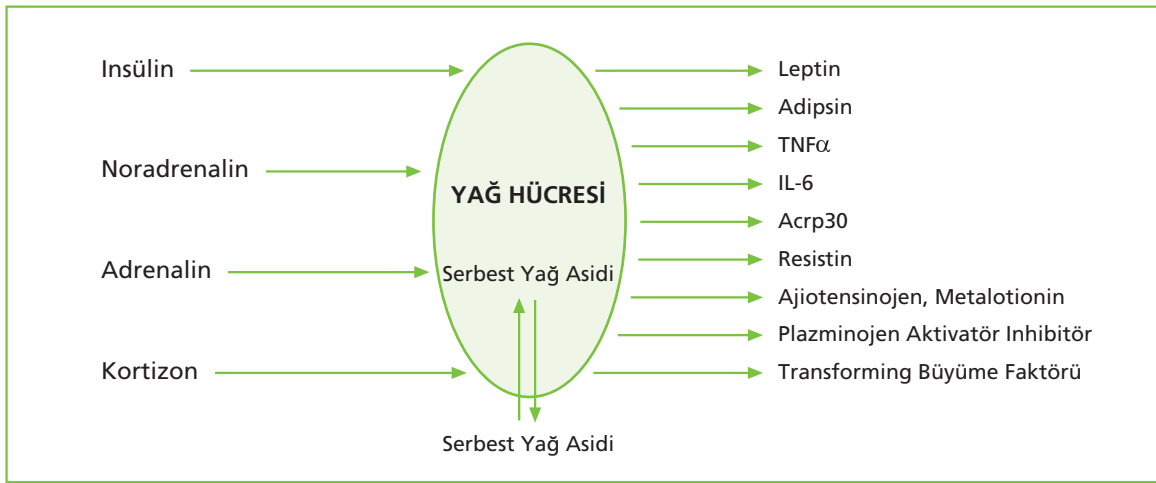 Insülin
Noradrenalin
Adrenalin
Kortizon
YAĞ HÜCRESİ
Serbest Yağ Asidi
Serbest Yağ Asidi
Leptin
Adipsin
TNFα
IL-6
Acrp30
Resistin
Ajiotensinojen, Metalotionin
Plazminojen Aktivatör Inhibitör
Transforming Büyüme Faktörü